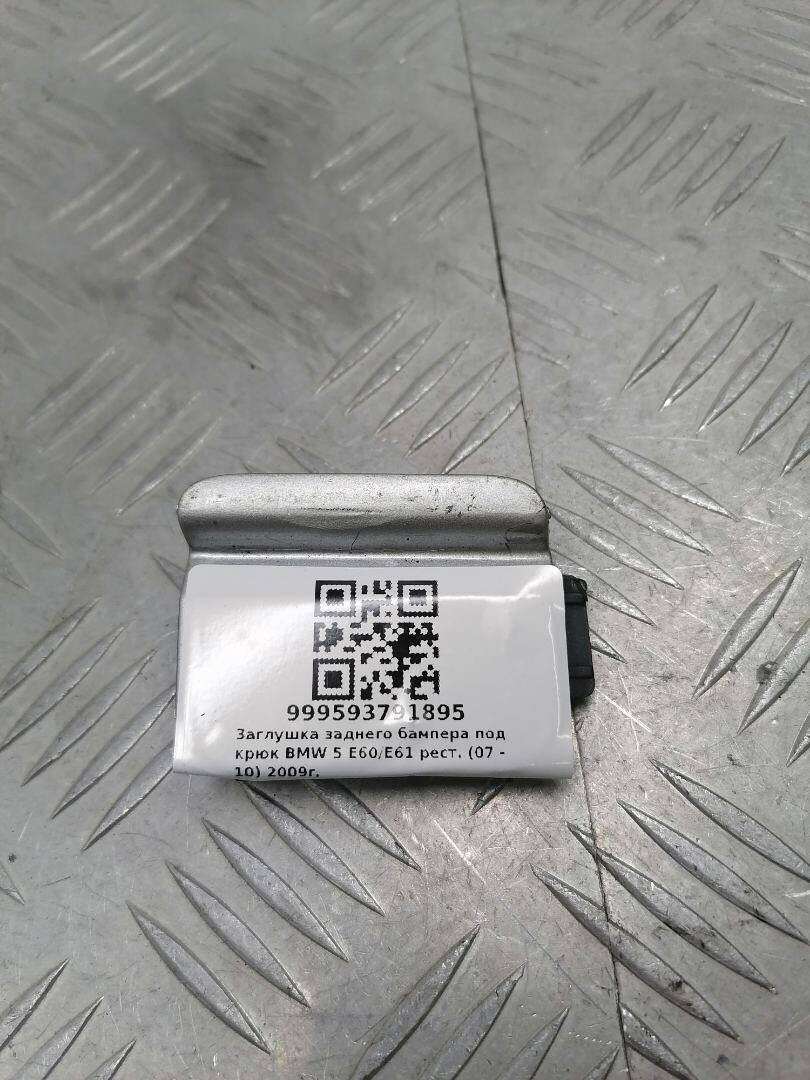 999593791895
Заглушка заднего бампера под
крюк BMW 5 E60/E61 рест. (07 -
10) 2009г.